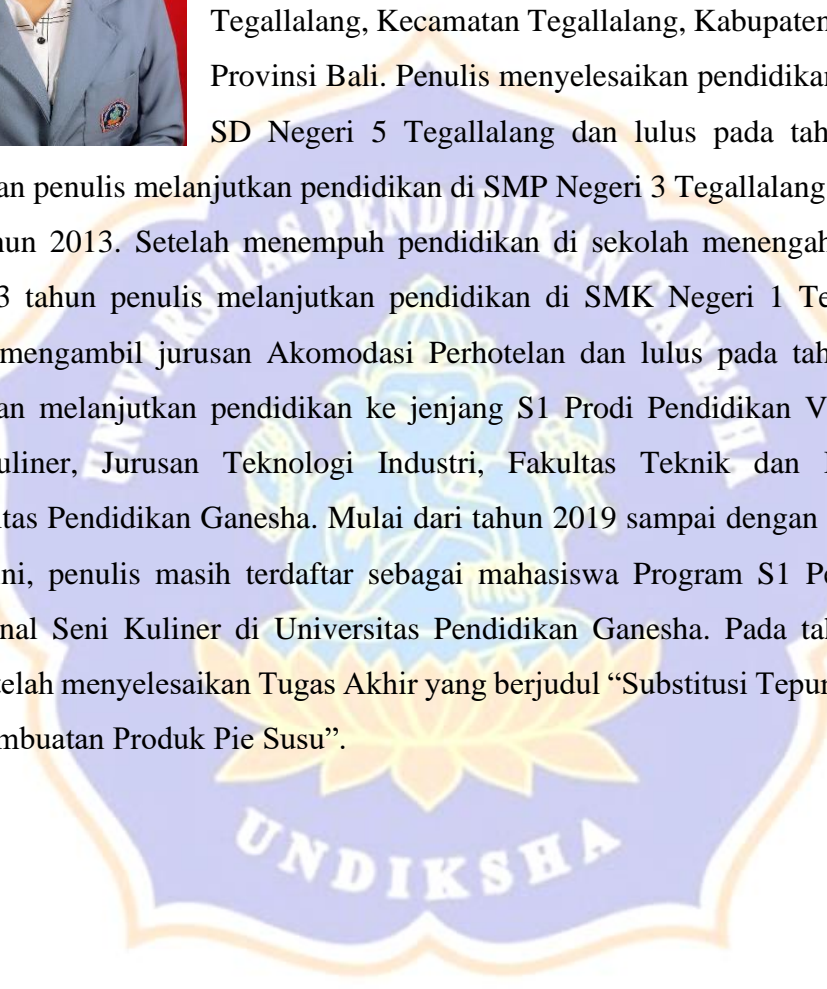 Tegallalang, Kecamatan Tegallalang, Kabupaten
Provinsi Bali. Penulis menyelesaikan pendidikan
SD Negeri 5 Tegallalang dan lulus pada tah
an penulis melanjutkan pendidikan di SMP Negeri 3 Tegallalang
hun 2013. Setelah menempuh pendidikan di sekolah menengah
3 tahun penulis melanjutkan pendidikan di SMK Negeri 1 Te
mengambil jurusan Akomodasi Perhotelan dan lulus pada tah
an melanjutkan pendidikan ke jenjang S1 Prodi Pendidikan V
uliner, Jurusan Teknologi Industri, Fakultas Teknik dan
itas Pendidikan Ganesha. Mulai dari tahun 2019 sampai dengan
ni, penulis masih terdaftar sebagai mahasiswa Program S1 Pe
nal Seni Kuliner di Universitas Pendidikan Ganesha. Pada tah
telah menyelesaikan Tugas Akhir yang berjudul “Substitusi Tepun
mbuatan Produk Pie Susu”.
UNIVERSITAS PENDIDIKAN GANESHA
UNDIKSHA